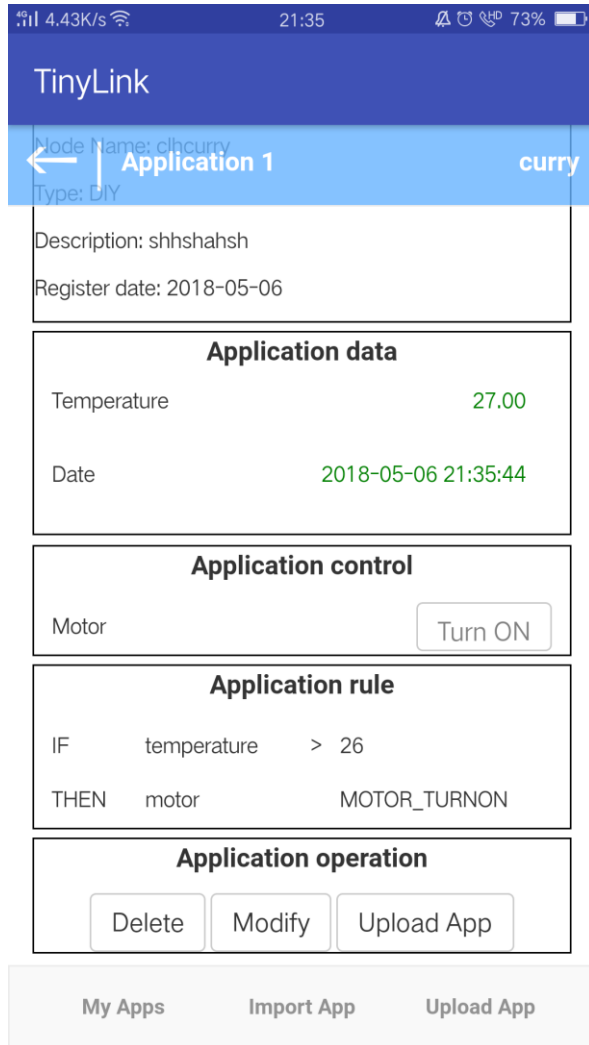 4G 4.43K/s 21:35 HD 73%
TinyLink
Node Name: clhcurry
Application 1 curry
Type: DIY
Description: shhshahsh
Register date: 2018-05-06
Application data
Temperature 27.00
Date 2018-05-06 21:35:44
Application control
Motor Turn ON
Application rule
IF temperature > 26
THEN motor MOTOR_TURNON
Application operation
Delete Modify Upload App
My Apps Import App Upload App